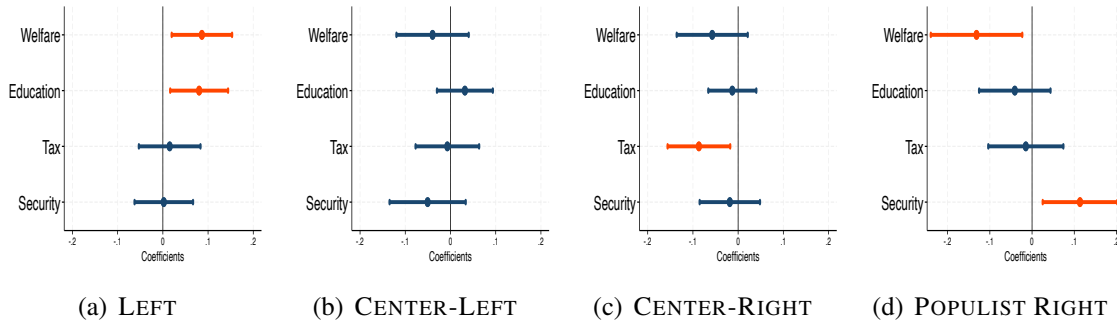 Welfare
Education
Tax
Security
-.2 -.1 0 .1 .2
Coefficients
(a) LEFT
Welfare
Education
Tax
Security
-.2 -.1 0 .1 .2
Coefficients
(b) CENTER-LEFT
Welfare
Education
Tax
Security
-.2 -.1 0 .1 .2
Coefficients
(c) CENTER-RIGHT
Welfare
Education
Tax
Security
-.2 -.1 0 .1 .2
Coefficients
(d) POPULIST RIGHT